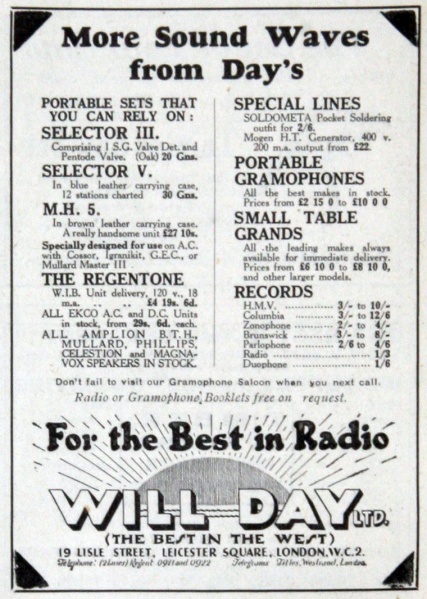 More Sound Waves
from Day's
PORTABLE SETS THAT
YOU CAN RELY ON :
SELECTOR III.
Comprising 1 S.G. Valve Det. and
Pentode Valve. (Oak) 20 Gns.
SELECTOR V.
In blue leather carrying case,
12 stations charted 30 Gns.
M.H. 5.
In brown leather carrying case.
A really handsome unit £27 10s.
Specially designed for use on A.C.
with Cossor, Igranikit, G.E.C., or
Mullard Master III
THE REGENTONE
W.I.B. Unit delivery, 120 v., 18
m.a. .. .. £4 19s. 6d.
ALL EKCO A.C. and D.C. Units
in stock, from 29s. 6d. each.
ALL AMPLION B.T.H.,
MULLARD, PHILLIPS,
CELESTION and MAGNA-
VOX SPEAKERS IN STOCK.
SPECIAL LINES
SOLDOMETA Pocket Soldering
outfit for 2/6.
Mogen H.T. Generator, 400 v.
200 m.a. output from £22.
PORTABLE
GRAMOPHONES
All the best makes in stock.
Prices from £2 15 0 to £10 0 0
SMALL TABLE
GRANDS
All the leading makes always
available for immediate delivery.
Prices from £6 10 0 to £8 10 0,
and other larger models.
RECORDS
H.M.V. .................. 3/- to 10/-
Columbia ............... 3/- to 12/6
Zonophone ............ 2/- to 4/-
Brunswick ............ 3/- to 8/-
Parlophone ......... 2/6 to 4/6
Radio ........................ 1/3
Duophone .................. 1/6
Don't fail to visit our Gramophone Saloon when you next call.
Radio or Gramophone Booklets free on request.
For the Best in Radio
WILL DAY LTD.
(THE BEST IN THE WEST)
19 LISLE STREET, LEICESTER SQUARE, LONDON, W.C.2.
Telephone: (2 lines) Regent 0921 and 0922 Telegrams Titles, Westrand, London.